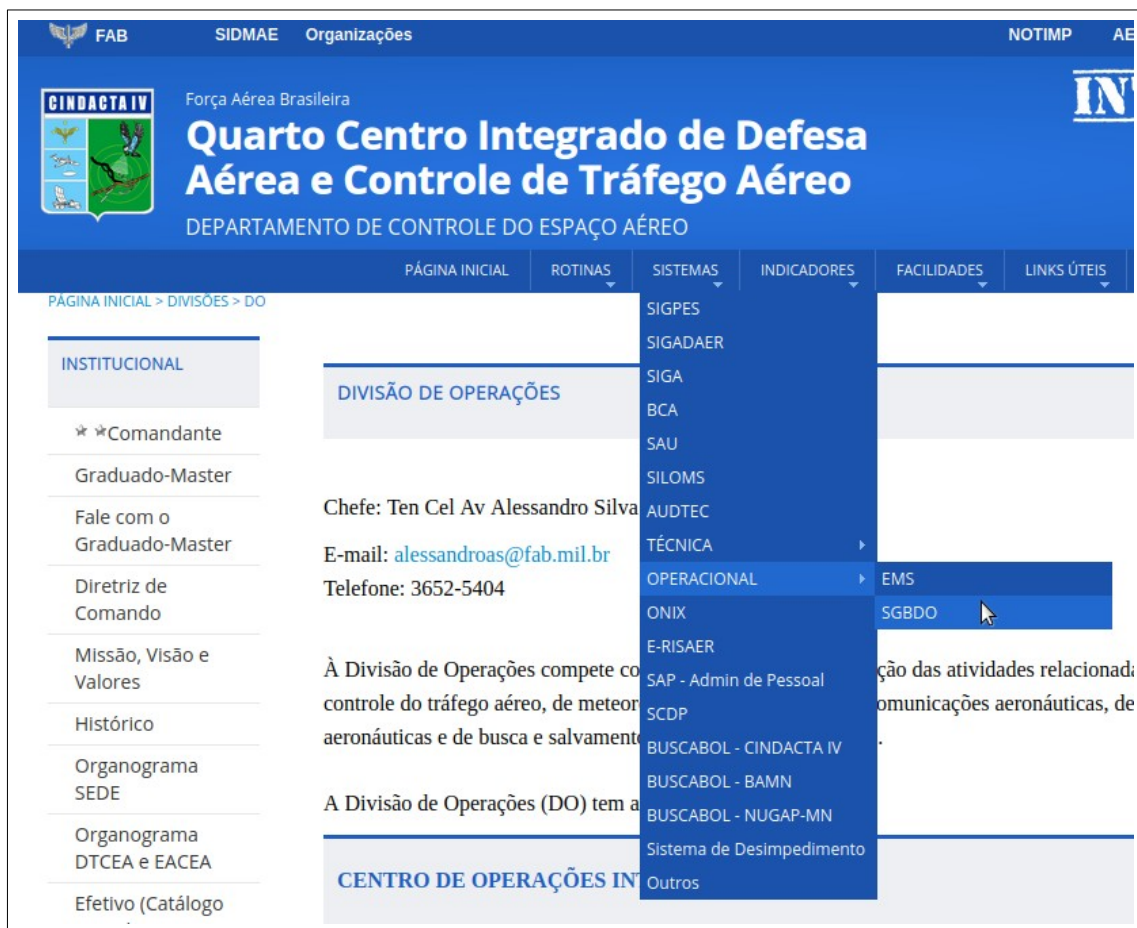 FAB SIDMAE Organizações NOTIMP
CINDACTA IV
Força Aérea Brasileira
Quarto Centro Integrado de Defesa
Aérea e Controle de Tráfego Aéreo
DEPARTAMENTO DE CONTROLE DO ESPAÇO AÉREO
PÁGINA INICIAL ROTINAS SISTEMAS INDICADORES FACILIDADES LINKS ÚTEIS
PÁGINA INICIAL > DIVISÕES > DO
INSTITUCIONAL
Comandante
Graduado-Master
Fale com o
Graduado-Master
Diretriz de
Comando
Missão, Visão e
Valores
Histórico
Organograma
SEDE
Organograma
DTCEA e EACEA
Efetivo (Catálogo
SIGPES
SIGADAER
SIGA
BCA
SAU
SILOMS
AUDTEC
TÉCNICA
OPERACIONAL
ONIX
E-RISAER
SAP - Admin de Pessoal
SCDP
BUSCABOL - CINDACTA IV
BUSCABOL - BAMN
BUSCABOL - NUGAP-MN
Sistema de Desimpedimento
Outros
EMS
SGBDO
DIVISÃO DE OPERAÇÕES
Chefe: Ten Cel Av Alessandro Silva
E-mail: alessandroas@fab.mil.br
Telefone: 3652-5404
À Divisão de Operações compete co ção das atividades relacionada
controle do tráfego aéreo, de meteor omunicações aeronáuticas, de
aeronáuticas e de busca e salvamento .
A Divisão de Operações (DO) tem a
CENTRO DE OPERAÇÕES IN